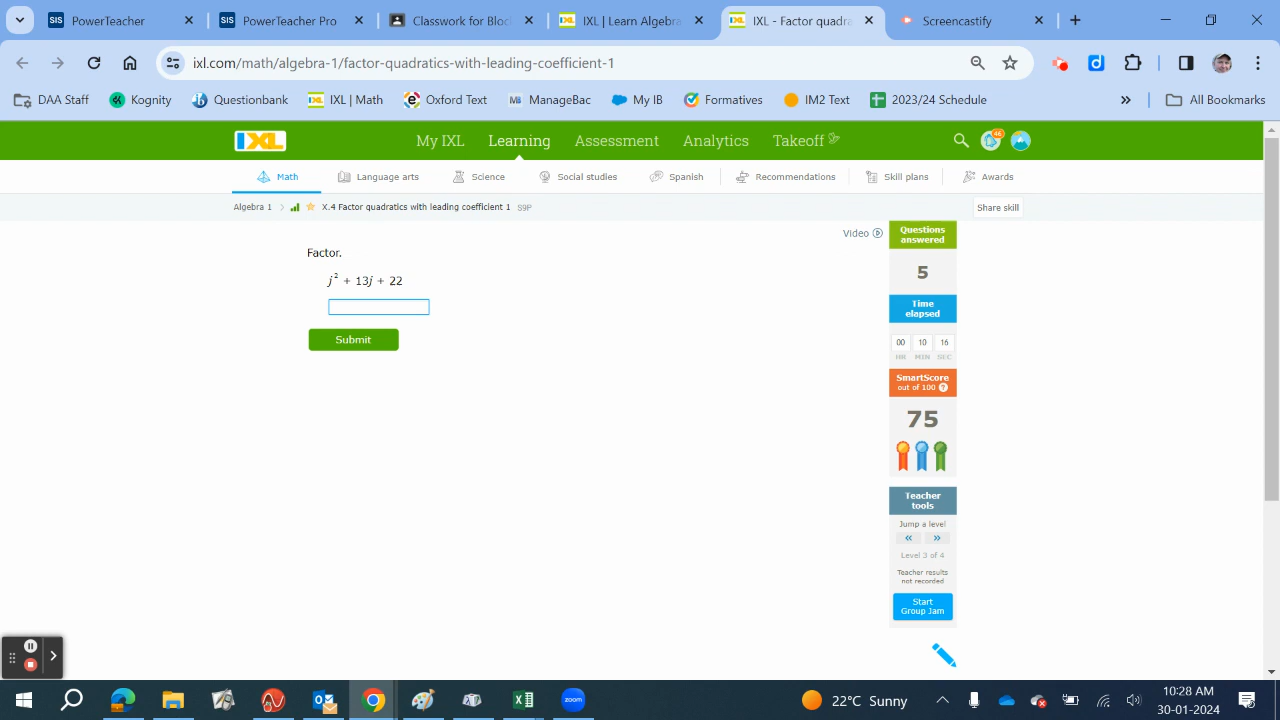 SIS PowerTeacher
SIS PowerTeacher Pro
Classwork for Bloc
IXL IXL | Learn Algebra
IXL IXL - Factor quadra
Screencastify
ixl.com/math/algebra-1/factor-quadratics-with-leading-coefficient-1
DAA Staff
Kognity
Questionbank
IXL | Math
Oxford Text
MB ManageBac
My IB
Formatives
IM2 Text
2023/24 Schedule
»
All Bookmarks
IXL
My IXL
Learning
Assessment
Analytics
Takeoff
46
Math
Language arts
Science
Social studies
Spanish
Recommendations
Skill plans
Awards
Algebra 1 > X.4 Factor quadratics with leading coefficient 1 S9P
Share skill
Video
Factor.
j² + 13j + 22
Submit
Questions
answered
5
Time
elapsed
00 10 16
HR MIN SEC
SmartScore
out of 100 ?
75
Teacher
tools
Jump a level
« »
Level 3 of 4
Teacher results
not recorded
Start
Group Jam
zoom
22°C Sunny
10:28 AM
30-01-2024